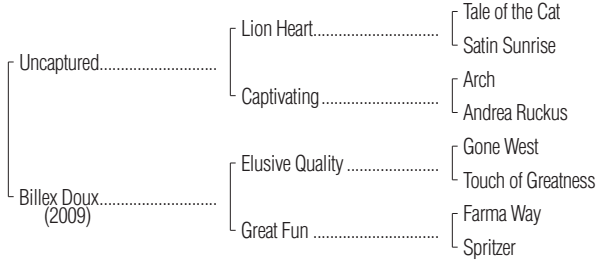 Tale of the Cat
Lion Heart
Satin Sunrise
Uncaptured
Arch
Captivating
Andrea Ruckus
Gone West
Elusive Quality
Touch of Greatness
Billex Doux
(2009)
Farma Way
Great Fun
Spritzer